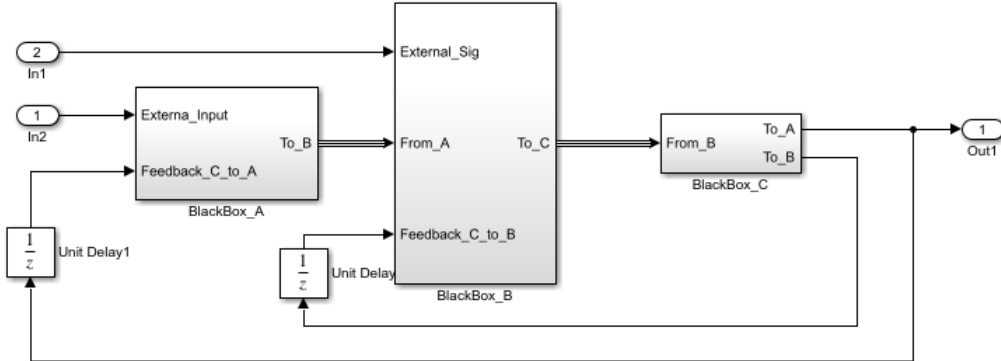 2
In1
External_Sig
1
In2
Externa_Input
To_B
From_A
To_C
From_B
To_A
To_B
1
Out1
Feedback_C_to_A
BlackBox_C
BlackBox_A
Feedback_C_to_B
1
z
Unit Delay1
1
z
Unit Delay
BlackBox_B